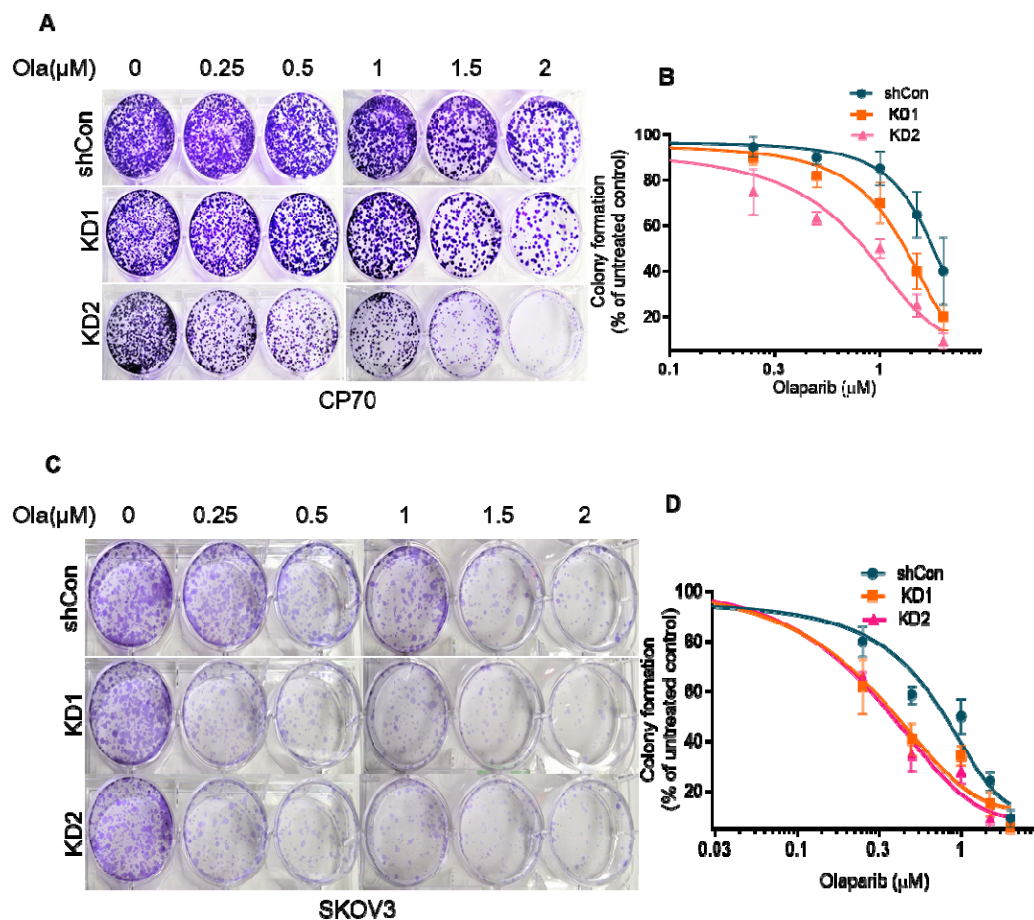 A
Ola(μM) 0 0.25 0.5 1 1.5 2
shCon
KD1
KD2
CP70
B
shCon
KD1
KD2
Colony formation
(% of untreated control)
100
80
60
40
20
0.1 0.3 1
Olaparib (μM)
C
Ola(μM) 0 0.25 0.5 1 1.5 2
shCon
KD1
KD2
SKOV3
D
shCon
KD1
KD2
Colony formation
(% of untreated control)
100
80
60
40
20
0.03 0.1 0.3 1
Olaparib (μM)